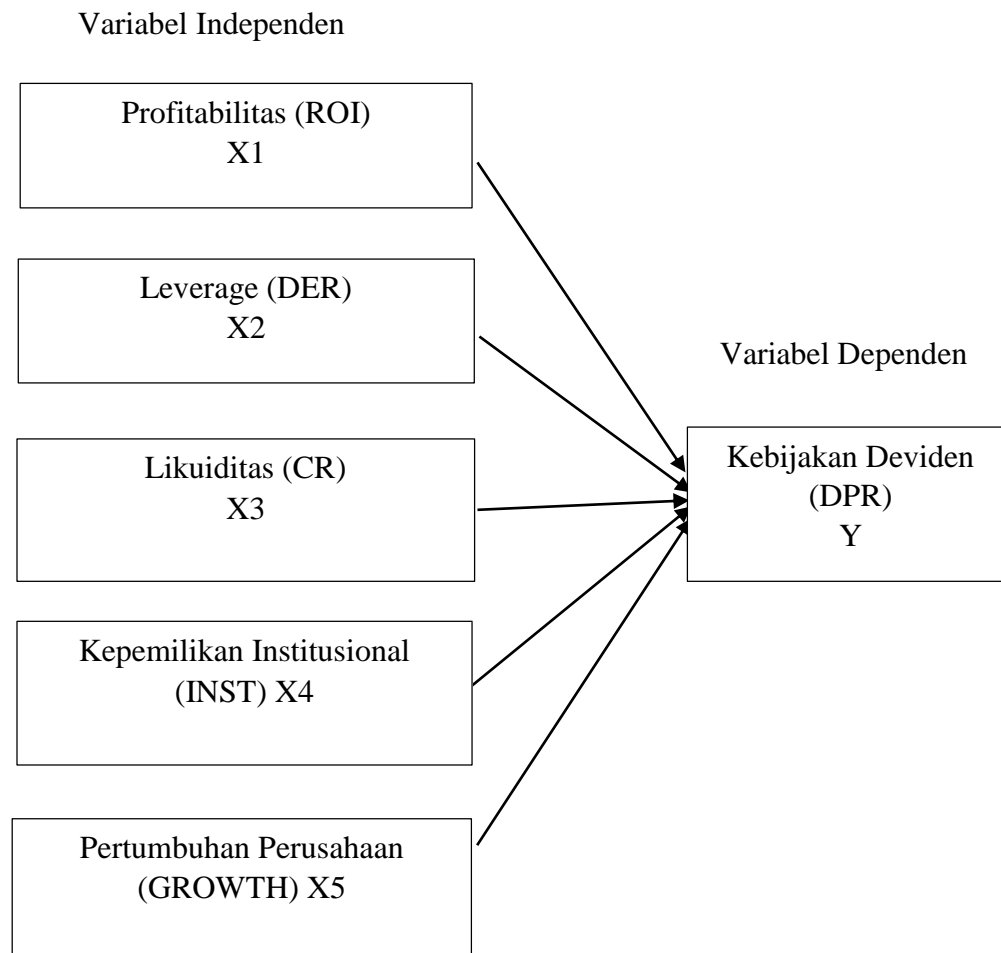 Variabel Independen
Profitabilitas (ROI)
X1
Leverage (DER)
X2
Variabel Dependen
Likuiditas (CR)
X3
Kebijakan Deviden
(DPR)
Y
Kepemilikan Institusional
(INST) X4
Pertumbuhan Perusahaan
(GROWTH) X5